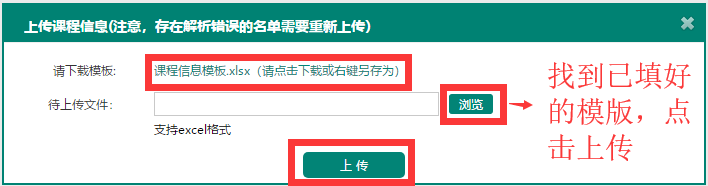 上传课程信息(注意，存在解析错误的名单需要重新上传)
请下载模板:
课程信息模板.xlsx（请点击下载或右键另存为）
待上传文件:
浏览
支持excel格式
上 传
找到已填好
的模版，点
击上传